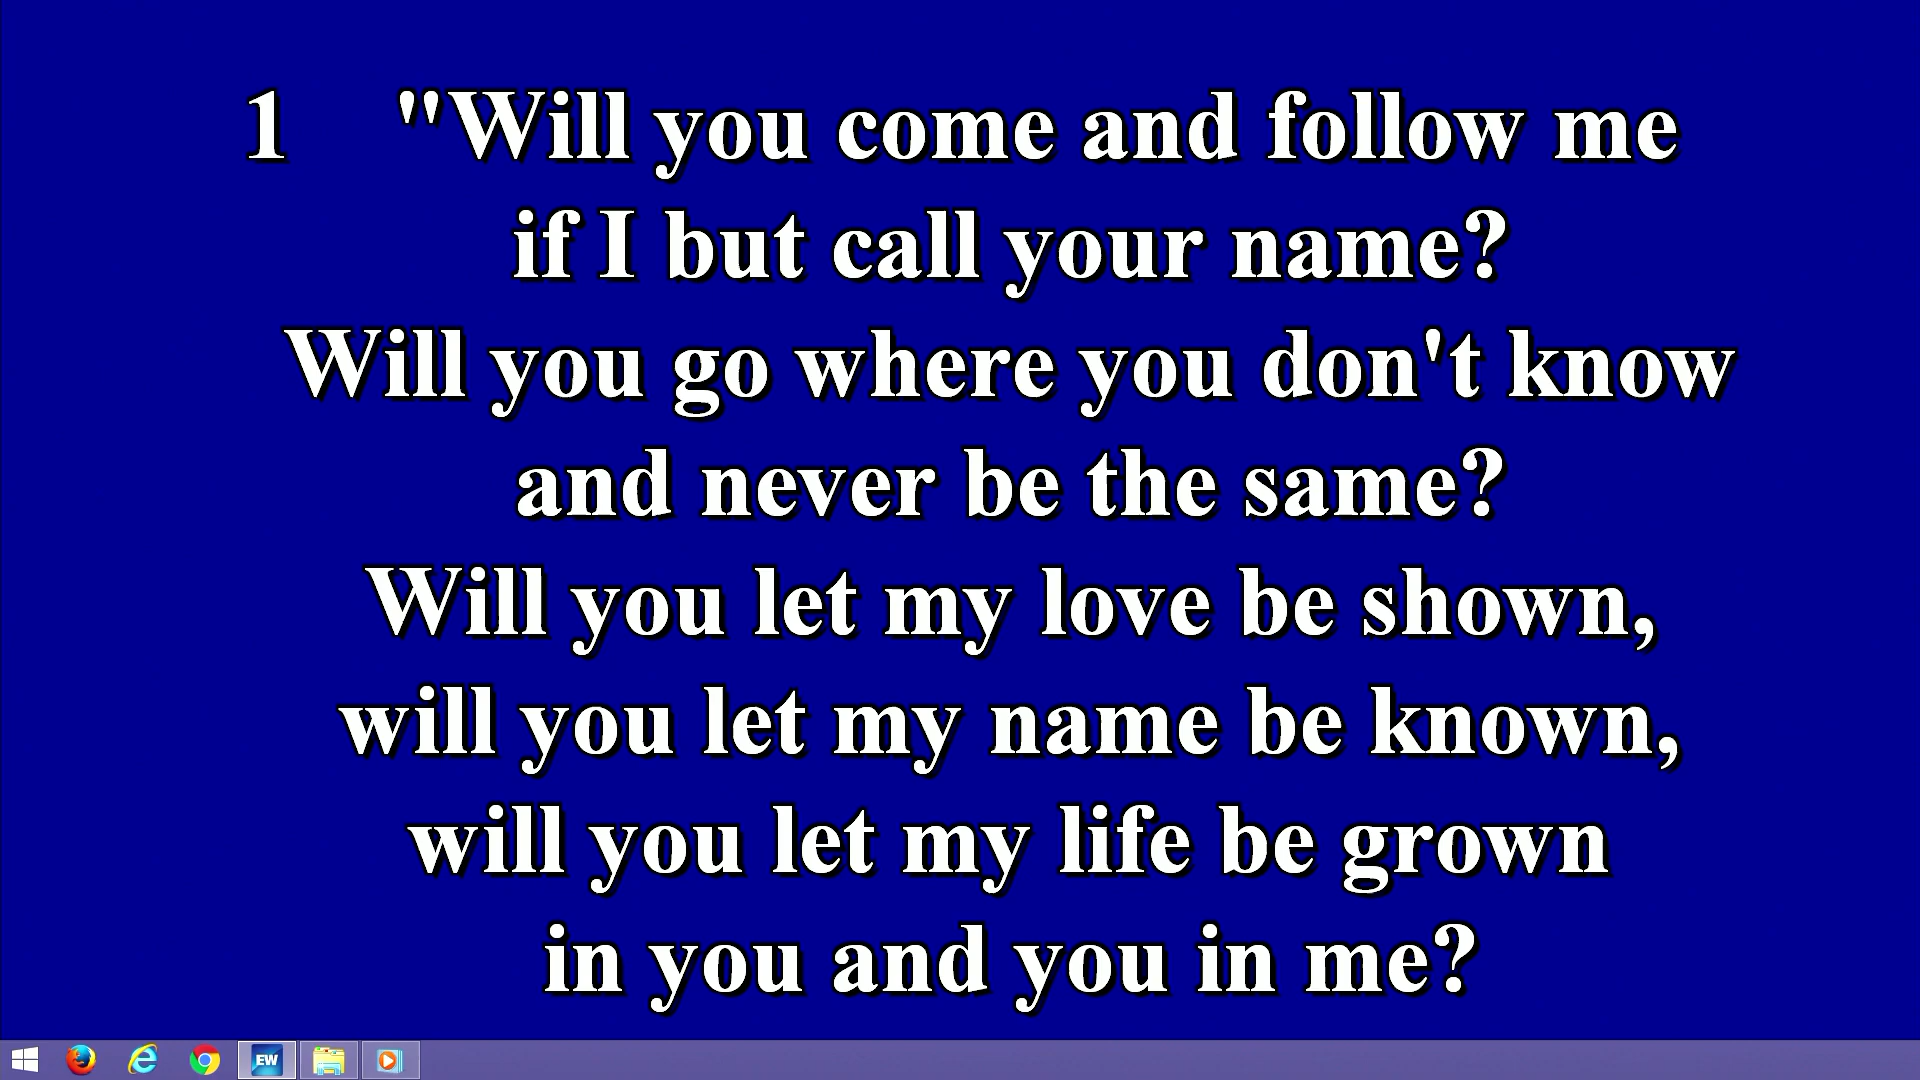 1 "Will you come and follow me
if I but call your name?
Will you go where you don't know
and never be the same?
Will you let my love be shown,
will you let my name be known,
will you let my life be grown
in you and you in me?
EW